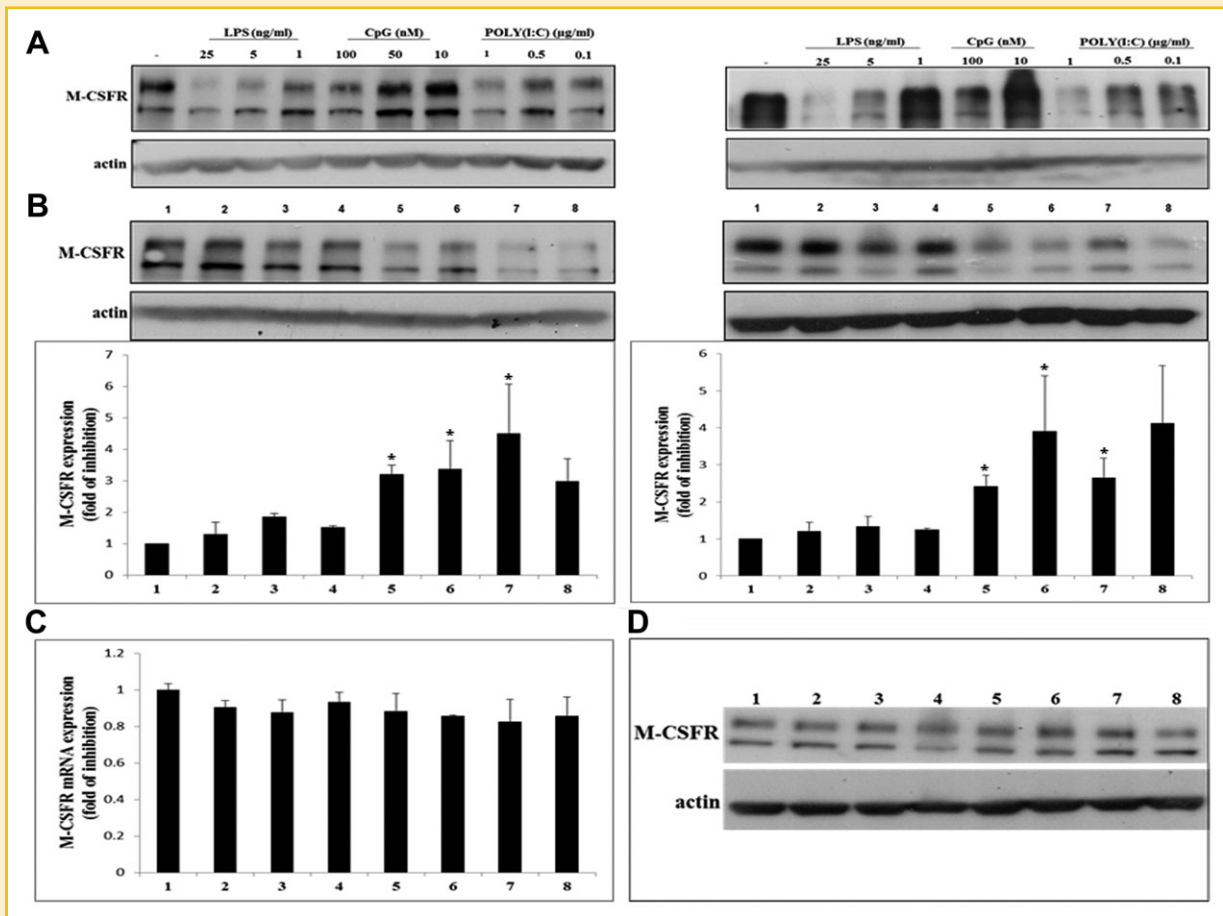 A
LPS (ng/ml) CpG (nM) POLY(I:C) (µg/ml)
- 25 5 1 100 50 10 1 0.5 0.1
M-CSFR
actin
LPS (ng/ml) CpG (nM) POLY(I:C) (µg/ml)
- 25 5 1 100 10 1 0.5 0.1
B
1 2 3 4 5 6 7 8
M-CSFR
actin
1 2 3 4 5 6 7 8
M-CSFR expression
(fold of inhibition)
7
6
5
4
3
2
1
0
* * *
1 2 3 4 5 6 7 8
M-CSFR expression
(fold of inhibition)
6
5
4
3
2
1
0
* * *
1 2 3 4 5 6 7 8
C
M-CSFR mRNA expression
(fold of inhibition)
1.2
1
0.8
0.6
0.4
0.2
0
1 2 3 4 5 6 7 8
D
1 2 3 4 5 6 7 8
M-CSFR
actin